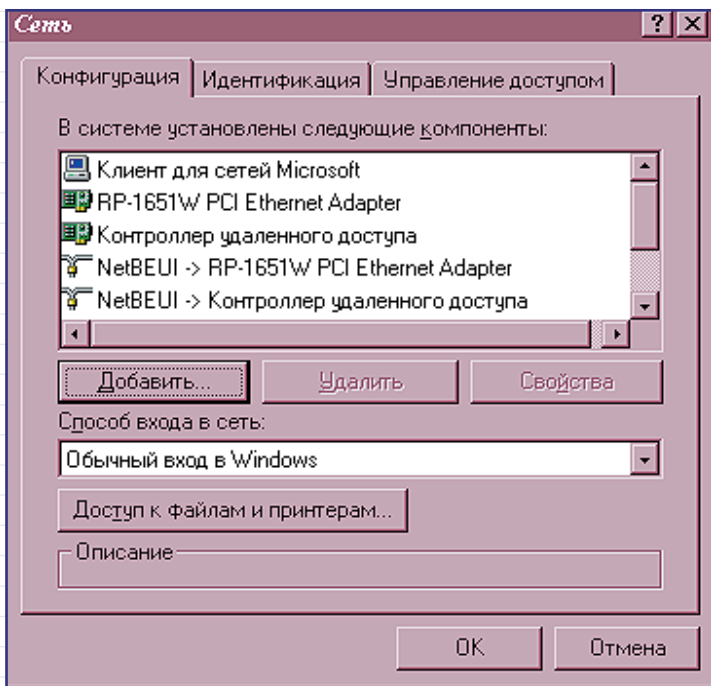 Сеть
Конфигурация Идентификация Управление доступом
В системе установлены следующие компоненты:
Клиент для сетей Microsoft
RP-1651W PCI Ethernet Adapter
Контроллер удаленного доступа
NetBEUI -> RP-1651W PCI Ethernet Adapter
NetBEUI -> Контроллер удаленного доступа
Добавить... Удалить Свойства
Способ входа в сеть:
Обычный вход в Windows
Доступ к файлам и принтерам...
Описание
OK Отмена